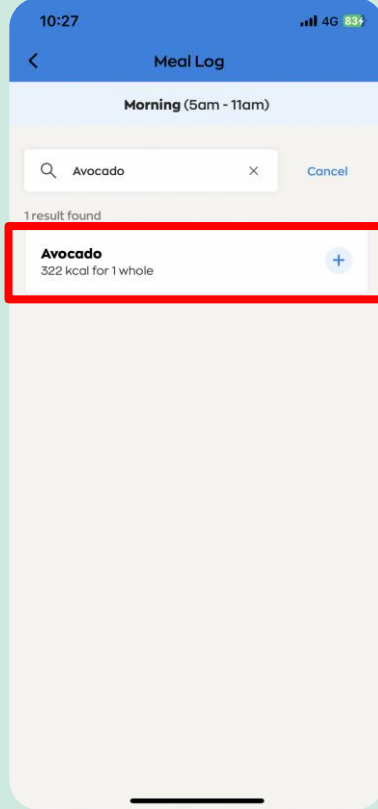 10:27 4G 83
Meal Log
Morning (5am - 11am)
Avocado Cancel
1 result found
Avocado
322 kcal for 1 whole